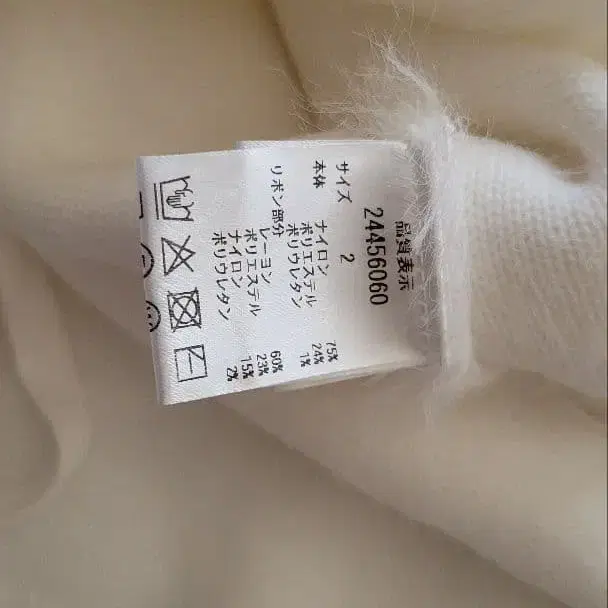 品質表示
24456060
サイズ 2
本体 ナイロン 75%
ポリエステル 24%
ポリウレタン 1%
リボン部分 レーヨン 60%
ポリエステル 23%
ナイロン 15%
ポリウレタン 2%